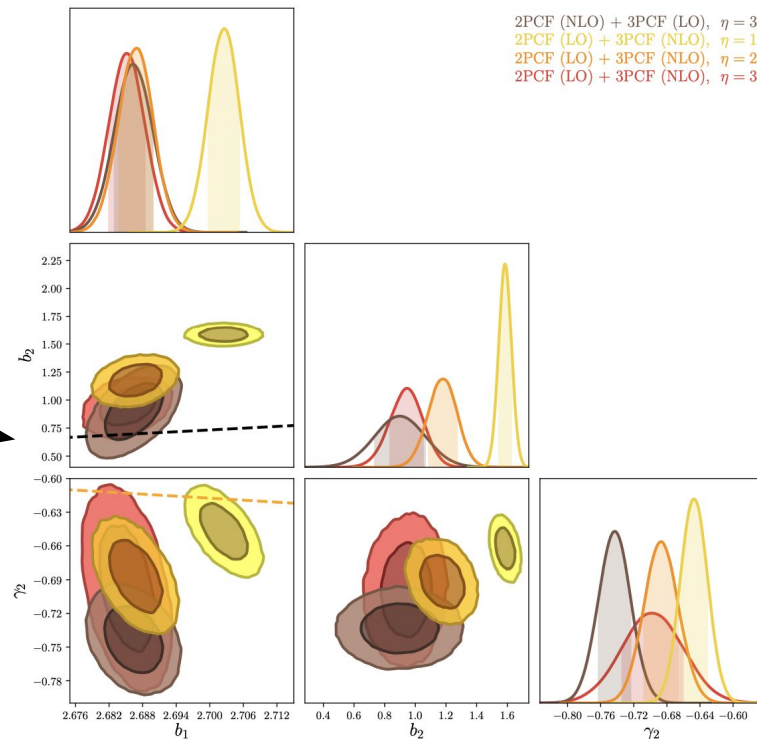 2PCF (NLO) + 3PCF (LO), η = 3
2PCF (LO) + 3PCF (NLO), η = 1
2PCF (LO) + 3PCF (NLO), η = 2
2PCF (LO) + 3PCF (NLO), η = 3
2.25
2.00
1.75
1.50
1.25
1.00
0.75
0.50
b₂
−0.60
−0.63
−0.66
−0.69
−0.72
−0.75
−0.78
γ₂
2.676 2.682 2.688 2.694 2.700 2.706 2.712
b₁
0.4 0.6 0.8 1.0 1.2 1.4 1.6
b₂
−0.80 −0.76 −0.72 −0.68 −0.64 −0.60
γ₂